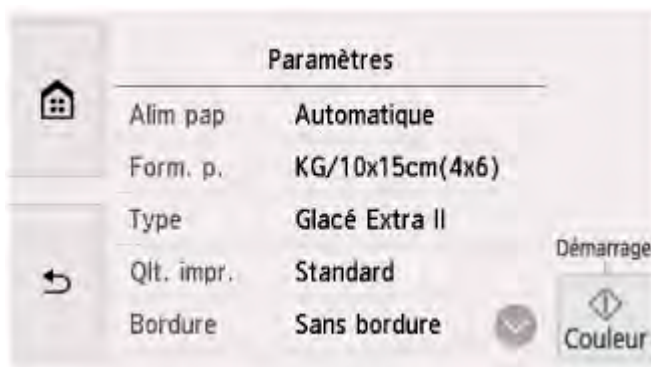 Paramètres
Alim pap Automatique
Form. p. KG/10x15cm(4x6)
Type Glacé Extra II
Qlt. impr. Standard
Bordure Sans bordure
Démarrage
Couleur